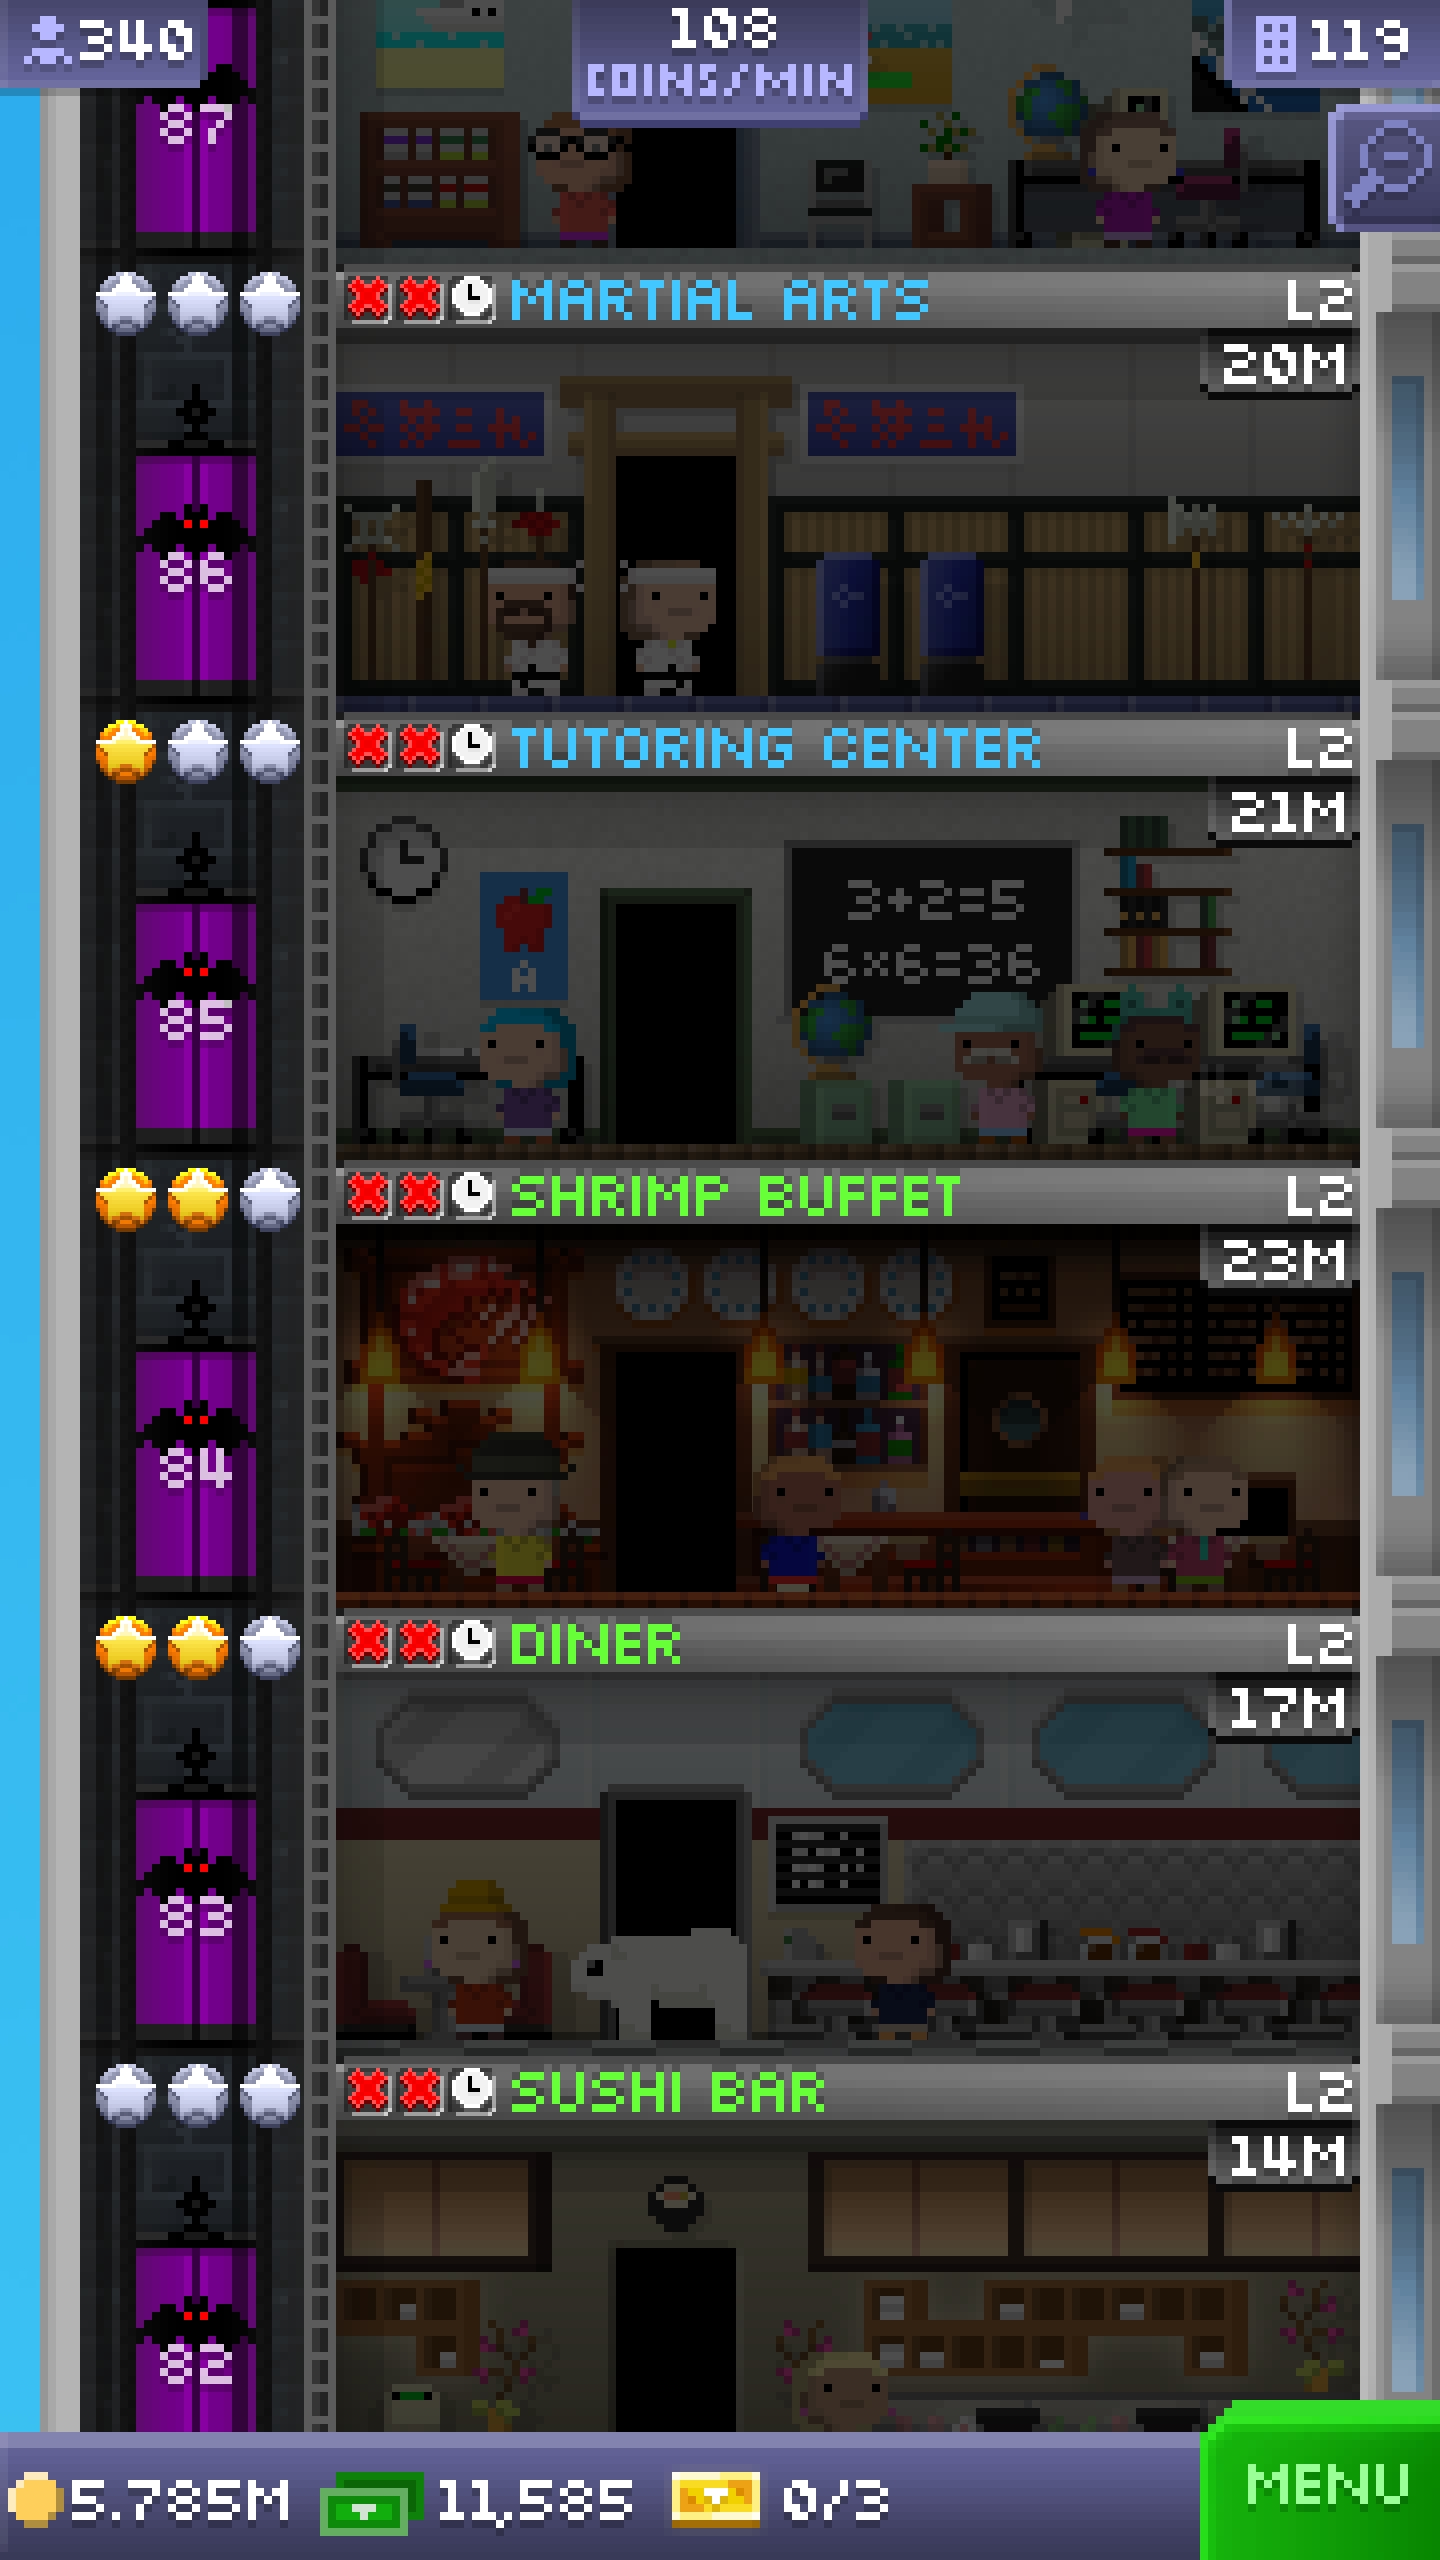 340
108
COINS/MIN
119
87
MARTIAL ARTS L2
20M
86
TUTORING CENTER L2
21M
3+2=5
6×6=36
A
85
SHRIMP BUFFET L2
23M
84
DINER L2
17M
83
SUSHI BAR L2
14M
82
5.785M 11,585 0/3
MENU